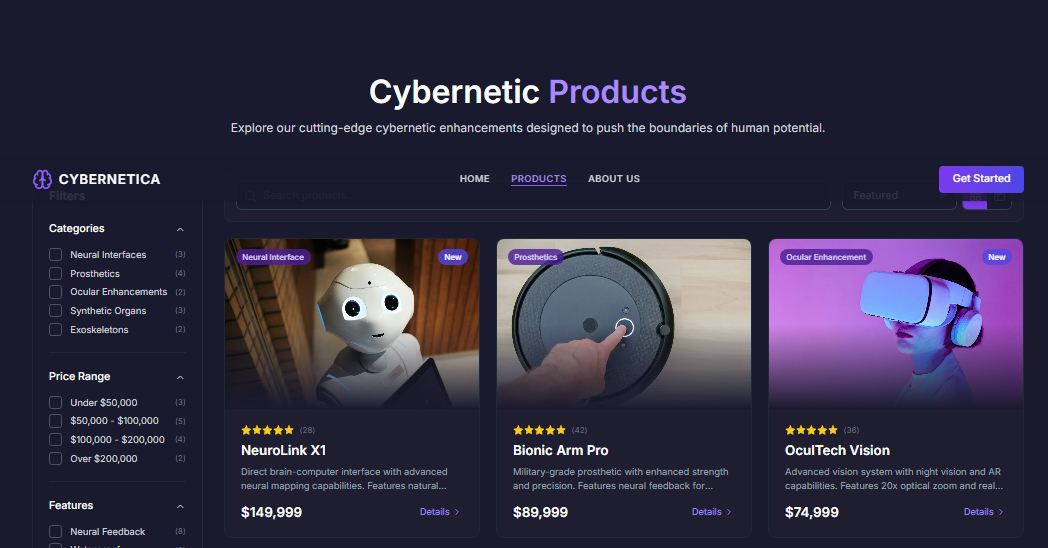 Cybernetic Products
Explore our cutting-edge cybernetic enhancements designed to push the boundaries of human potential.
CYBERNETICA
HOME
PRODUCTS
ABOUT US
Get Started
Filters
Search products...
Featured
Categories
Neural Interfaces (3)
Prosthetics (4)
Ocular Enhancements (2)
Synthetic Organs (3)
Exoskeletons (2)
Price Range
Under $50,000 (3)
$50,000 - $100,000 (5)
$100,000 - $200,000 (4)
Over $200,000 (2)
Features
Neural Feedback (8)
Neural Interface
New
(28)
NeuroLink X1
Direct brain-computer interface with advanced
neural mapping capabilities. Features natural...
$149,999
Details
Prosthetics
(42)
Bionic Arm Pro
Military-grade prosthetic with enhanced strength
and precision. Features neural feedback for...
$89,999
Details
Ocular Enhancement
New
(36)
OculTech Vision
Advanced vision system with night vision and AR
capabilities. Features 20x optical zoom and real...
$74,999
Details